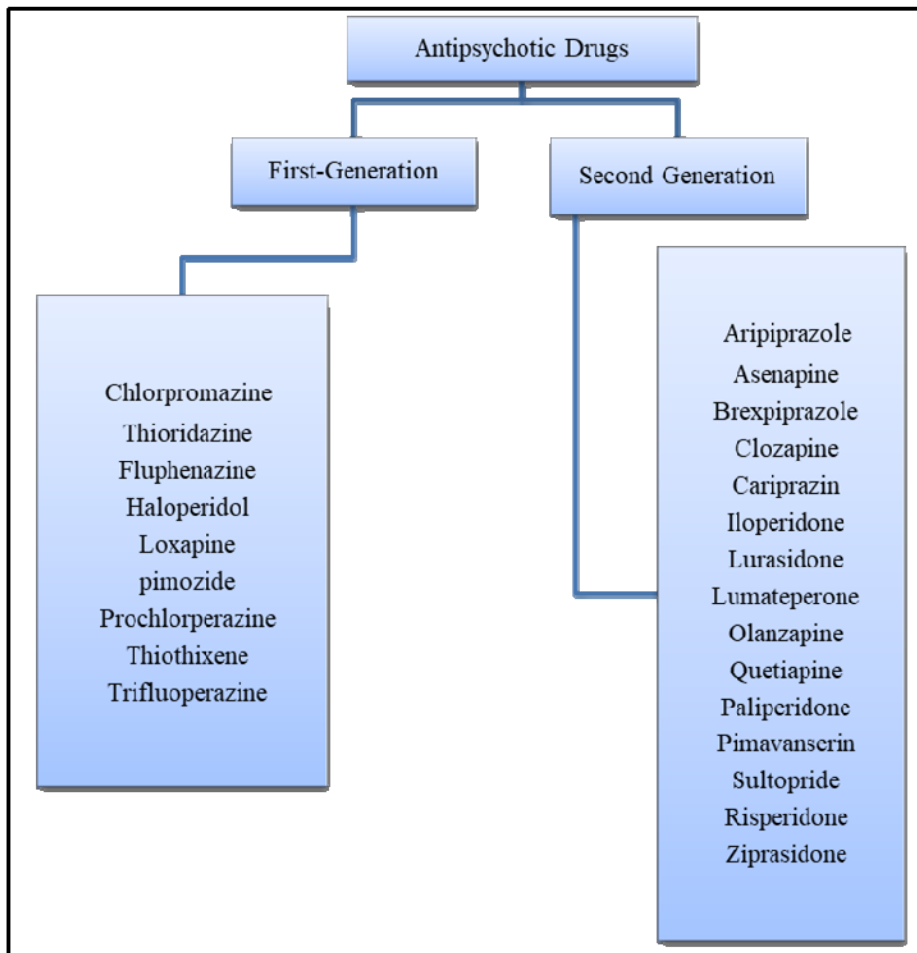 Antipsychotic Drugs
First-Generation
Second Generation
Chlorpromazine
Thioridazine
Fluphenazine
Haloperidol
Loxapine
pimozide
Prochlorperazine
Thiothixene
Trifluoperazine
Aripiprazole
Asenapine
Brexpiprazole
Clozapine
Cariprazin
Iloperidone
Lurasidone
Lumateperone
Olanzapine
Quetiapine
Paliperidone
Pimavanserin
Sultopride
Risperidone
Ziprasidone